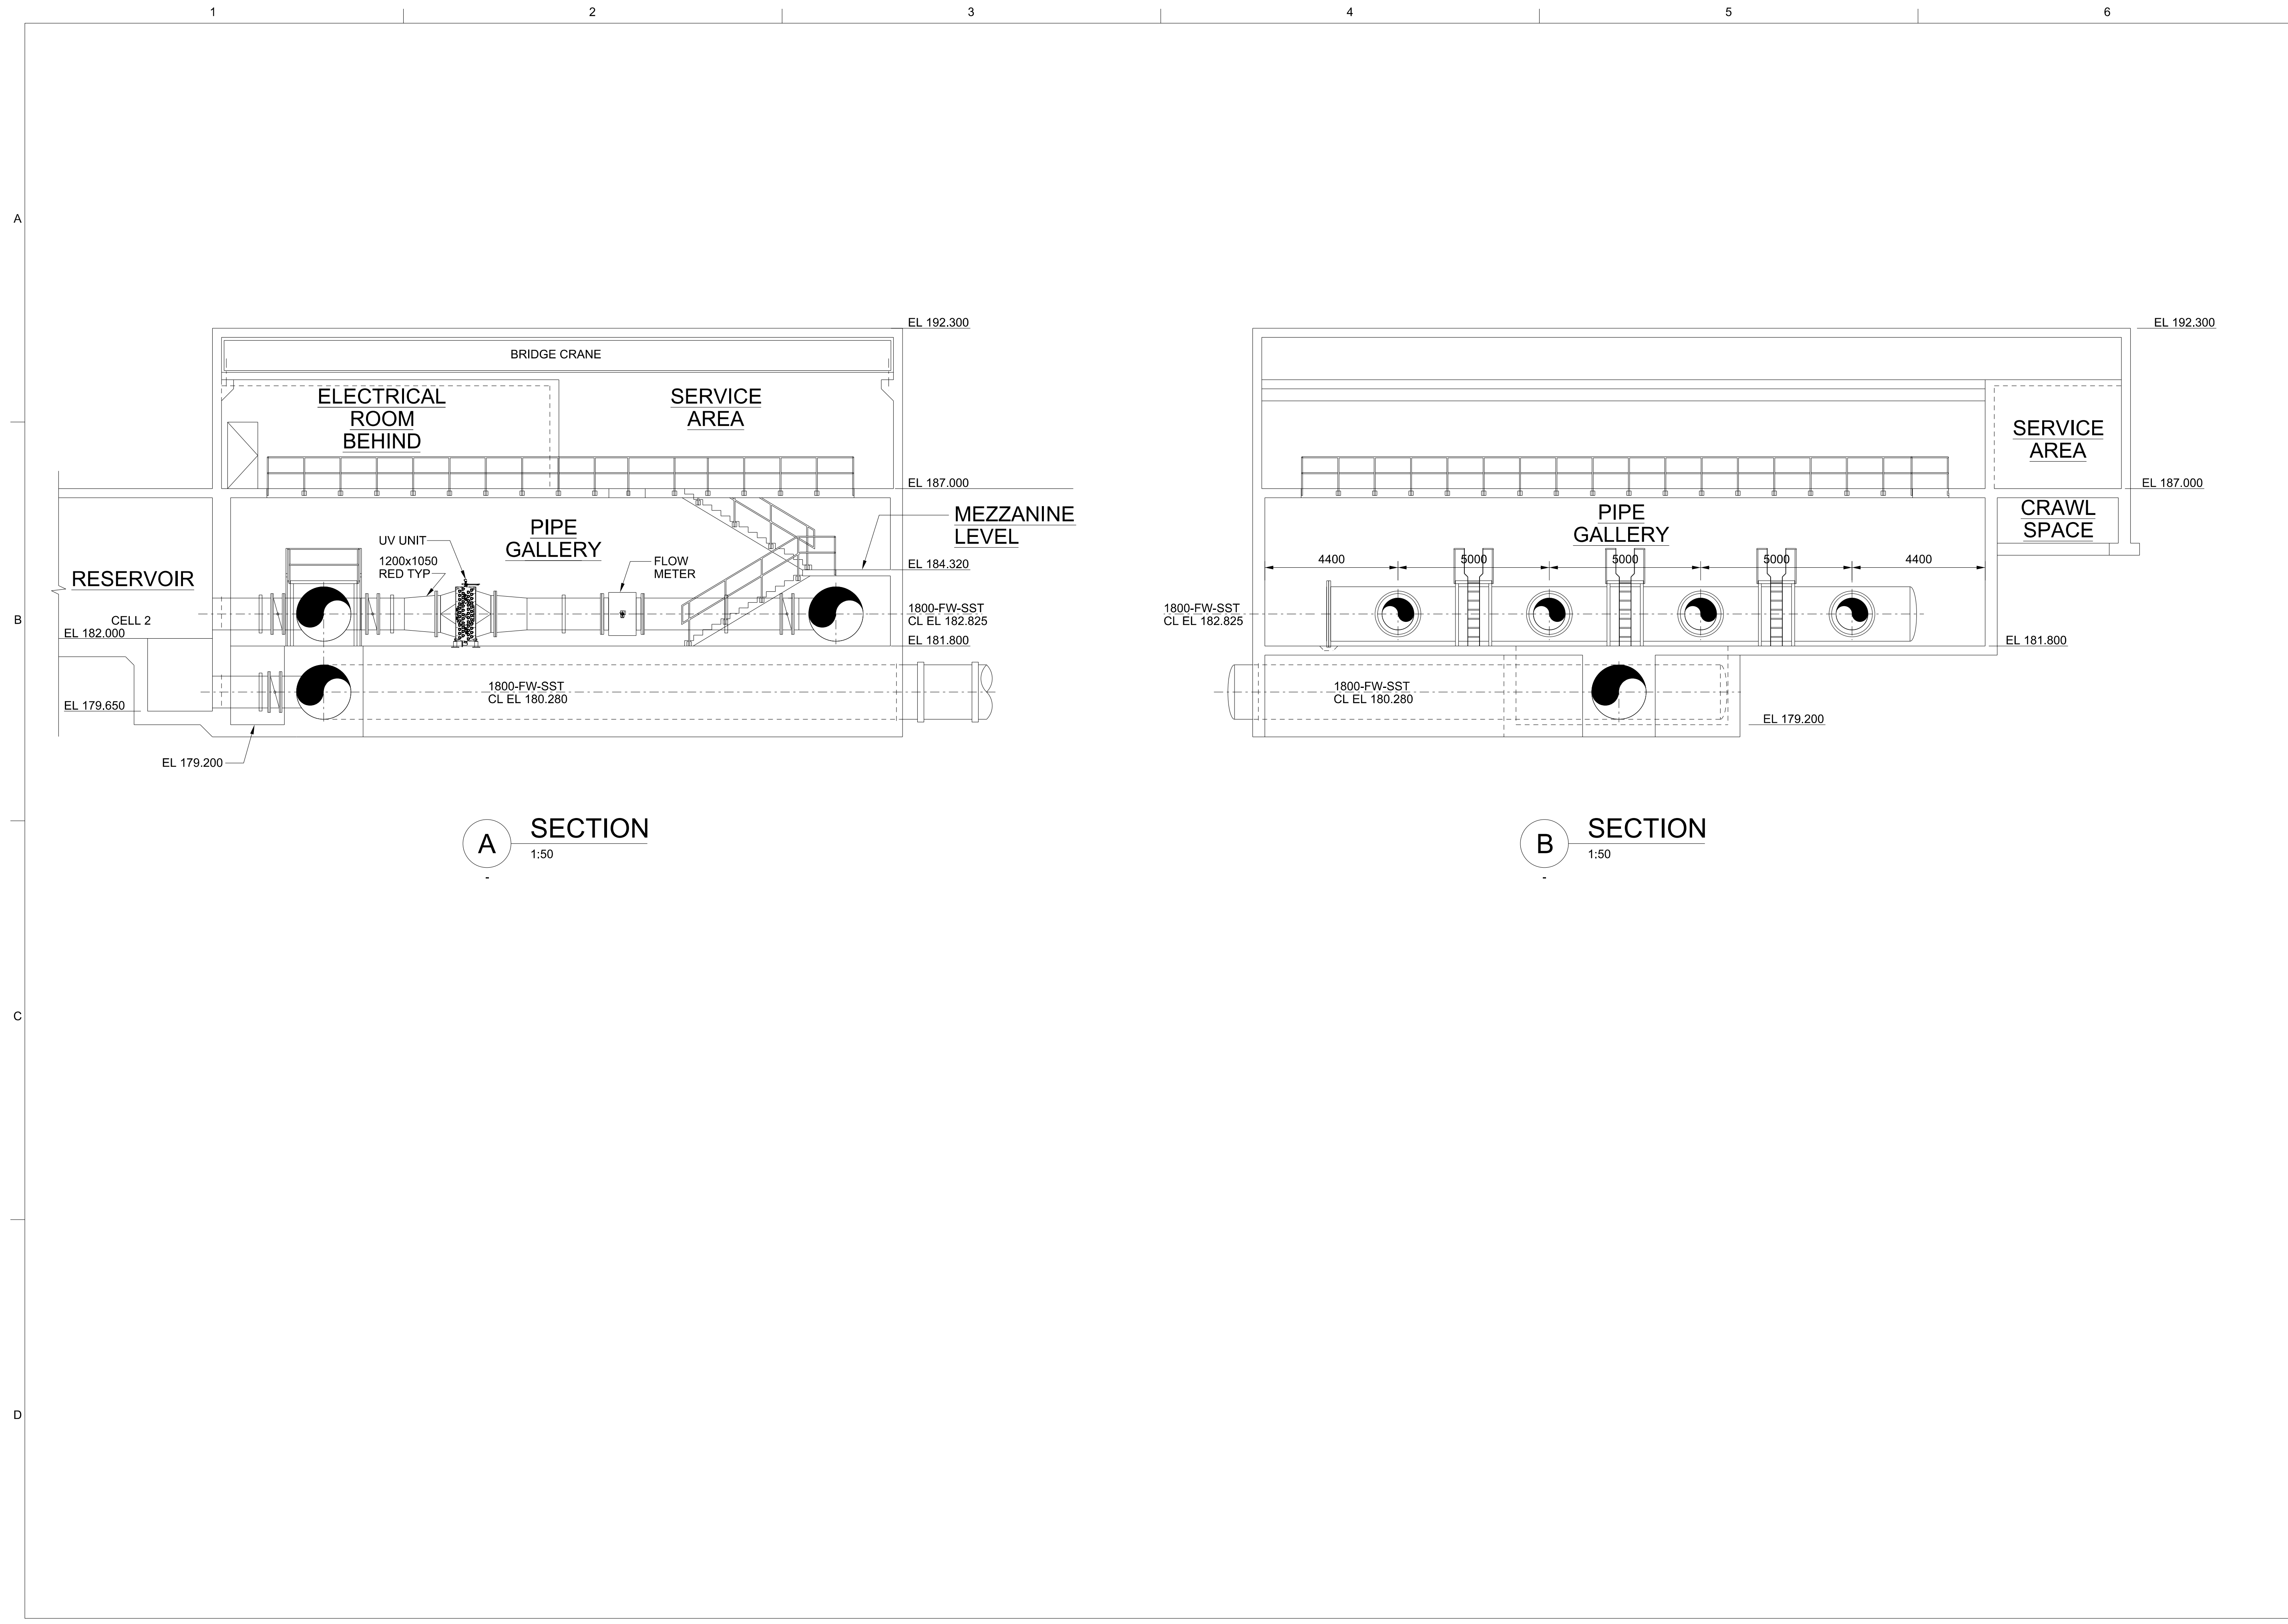 1 2 3 4 5 6
A
B
C
D
EL 192.300
BRIDGE CRANE
ELECTRICAL
ROOM
BEHIND
SERVICE
AREA
EL 187.000
MEZZANINE
LEVEL
PIPE
GALLERY
UV UNIT
1200x1050
RED TYP
FLOW
METER
EL 184.320
RESERVOIR
CELL 2
EL 182.000
1800-FW-SST
CL EL 182.825
EL 181.800
1800-FW-SST
CL EL 180.280
EL 179.650
EL 179.200
A
SECTION
1:50
-
EL 192.300
SERVICE
AREA
EL 187.000
CRAWL
SPACE
PIPE
GALLERY
4400 5000 5000 5000 4400
1800-FW-SST
CL EL 182.825
EL 181.800
1800-FW-SST
CL EL 180.280
EL 179.200
B
SECTION
1:50
-